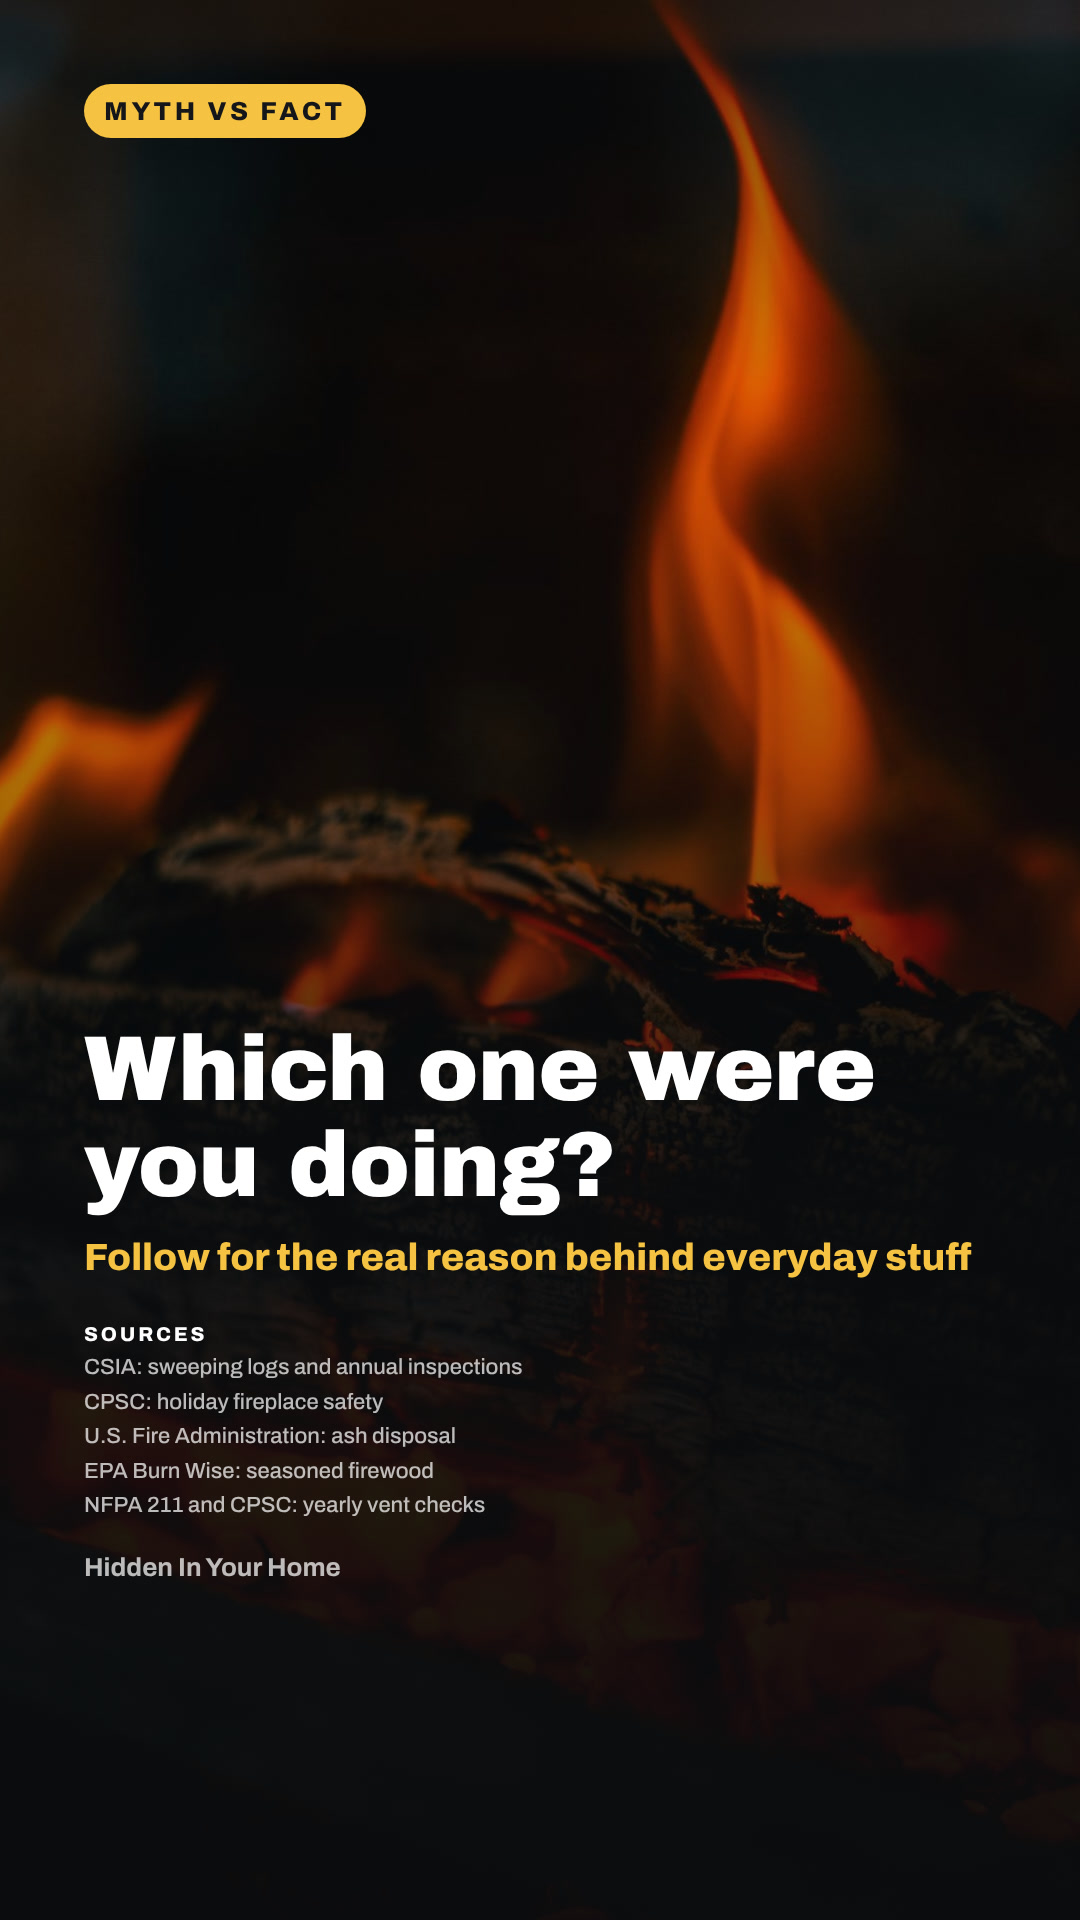 MYTH VS FACT
Which one were
you doing?
Follow for the real reason behind everyday stuff
SOURCES
CSIA: sweeping logs and annual inspections
CPSC: holiday fireplace safety
U.S. Fire Administration: ash disposal
EPA Burn Wise: seasoned firewood
NFPA 211 and CPSC: yearly vent checks
Hidden In Your Home